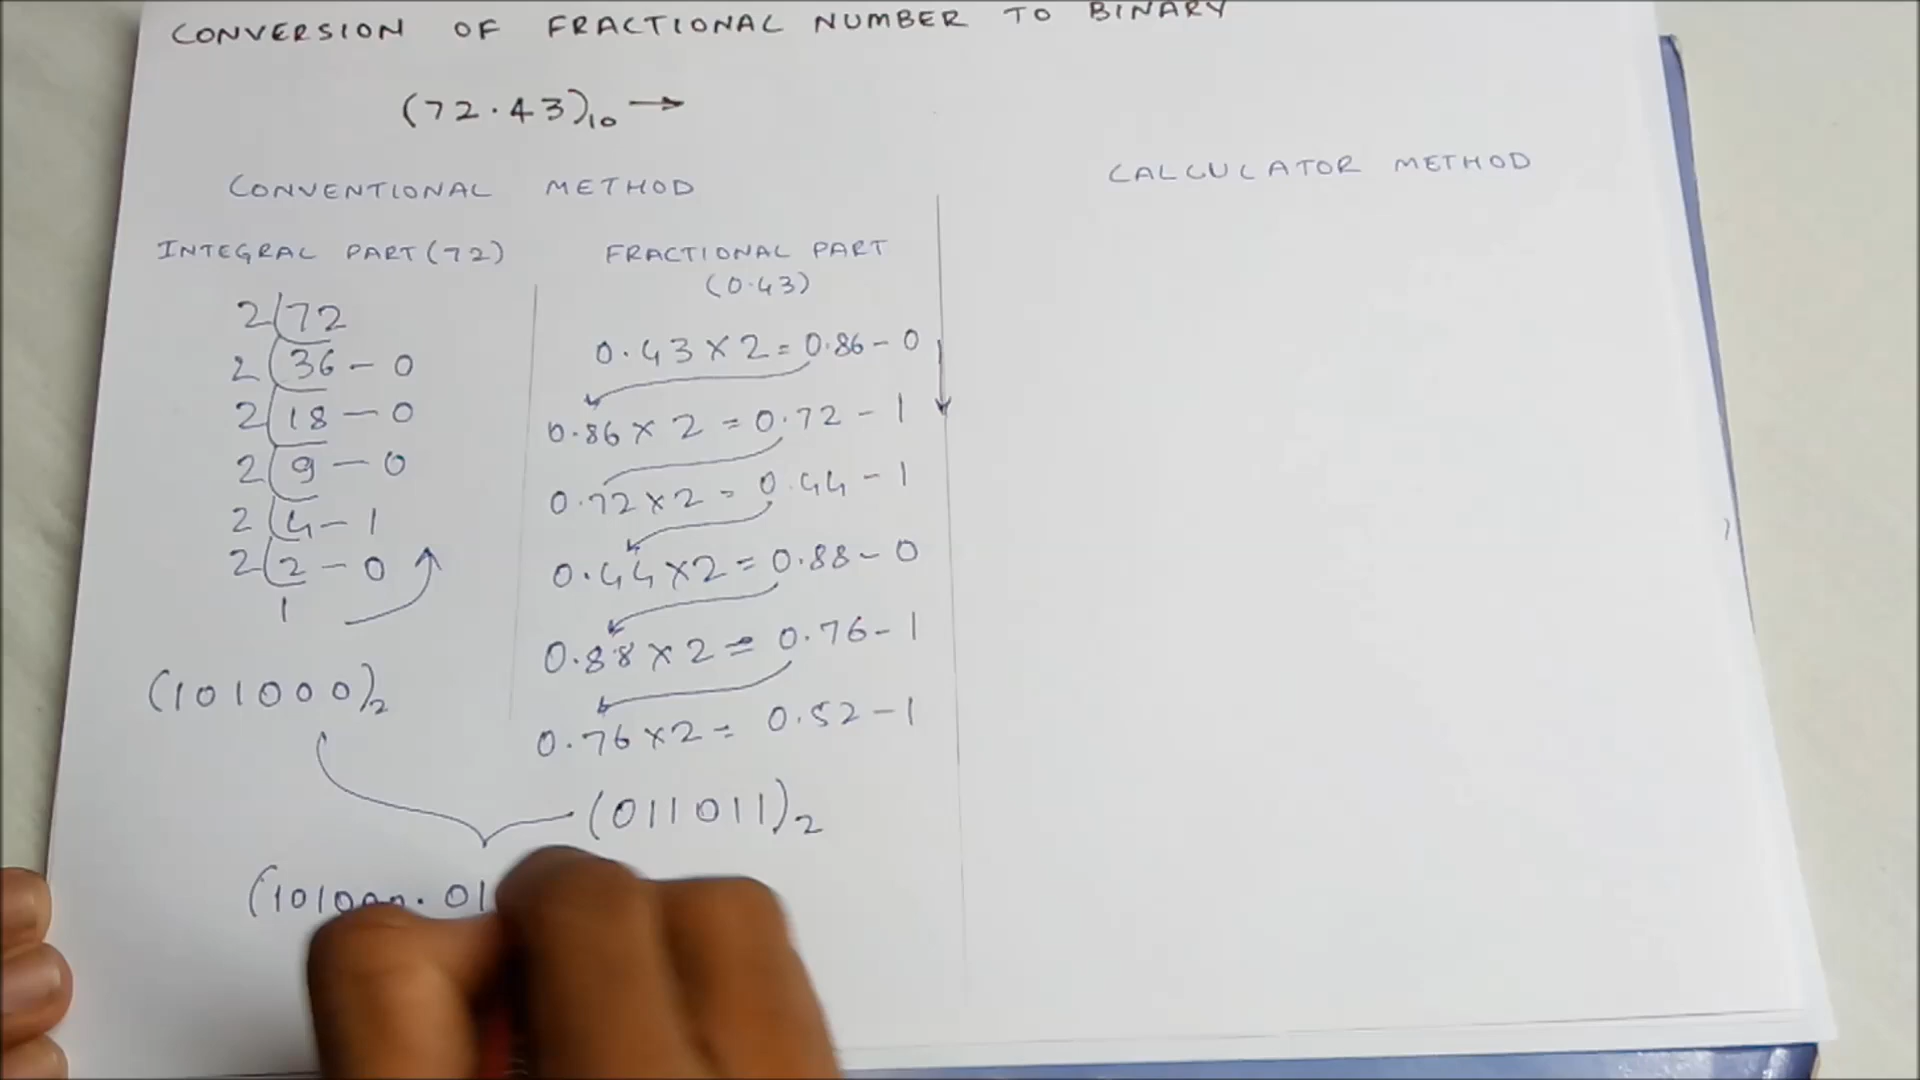 CONVERSION OF FRACTIONAL NUMBER TO BINARY
(72.43)10 →
CONVENTIONAL METHOD
INTEGRAL PART (72)
2 72
2 36 - 0
2 18 - 0
2 9 - 0
2 4 - 1
2 2 - 0
1
(101000)2
FRACTIONAL PART
(0.43)
0.43 × 2 = 0.86 - 0
0.86 × 2 = 0.72 - 1
0.72 × 2 = 0.44 - 1
0.44 × 2 = 0.88 - 0
0.88 × 2 = 0.76 - 1
0.76 × 2 = 0.52 - 1
(011011)2
(101000.01
CALCULATOR METHOD